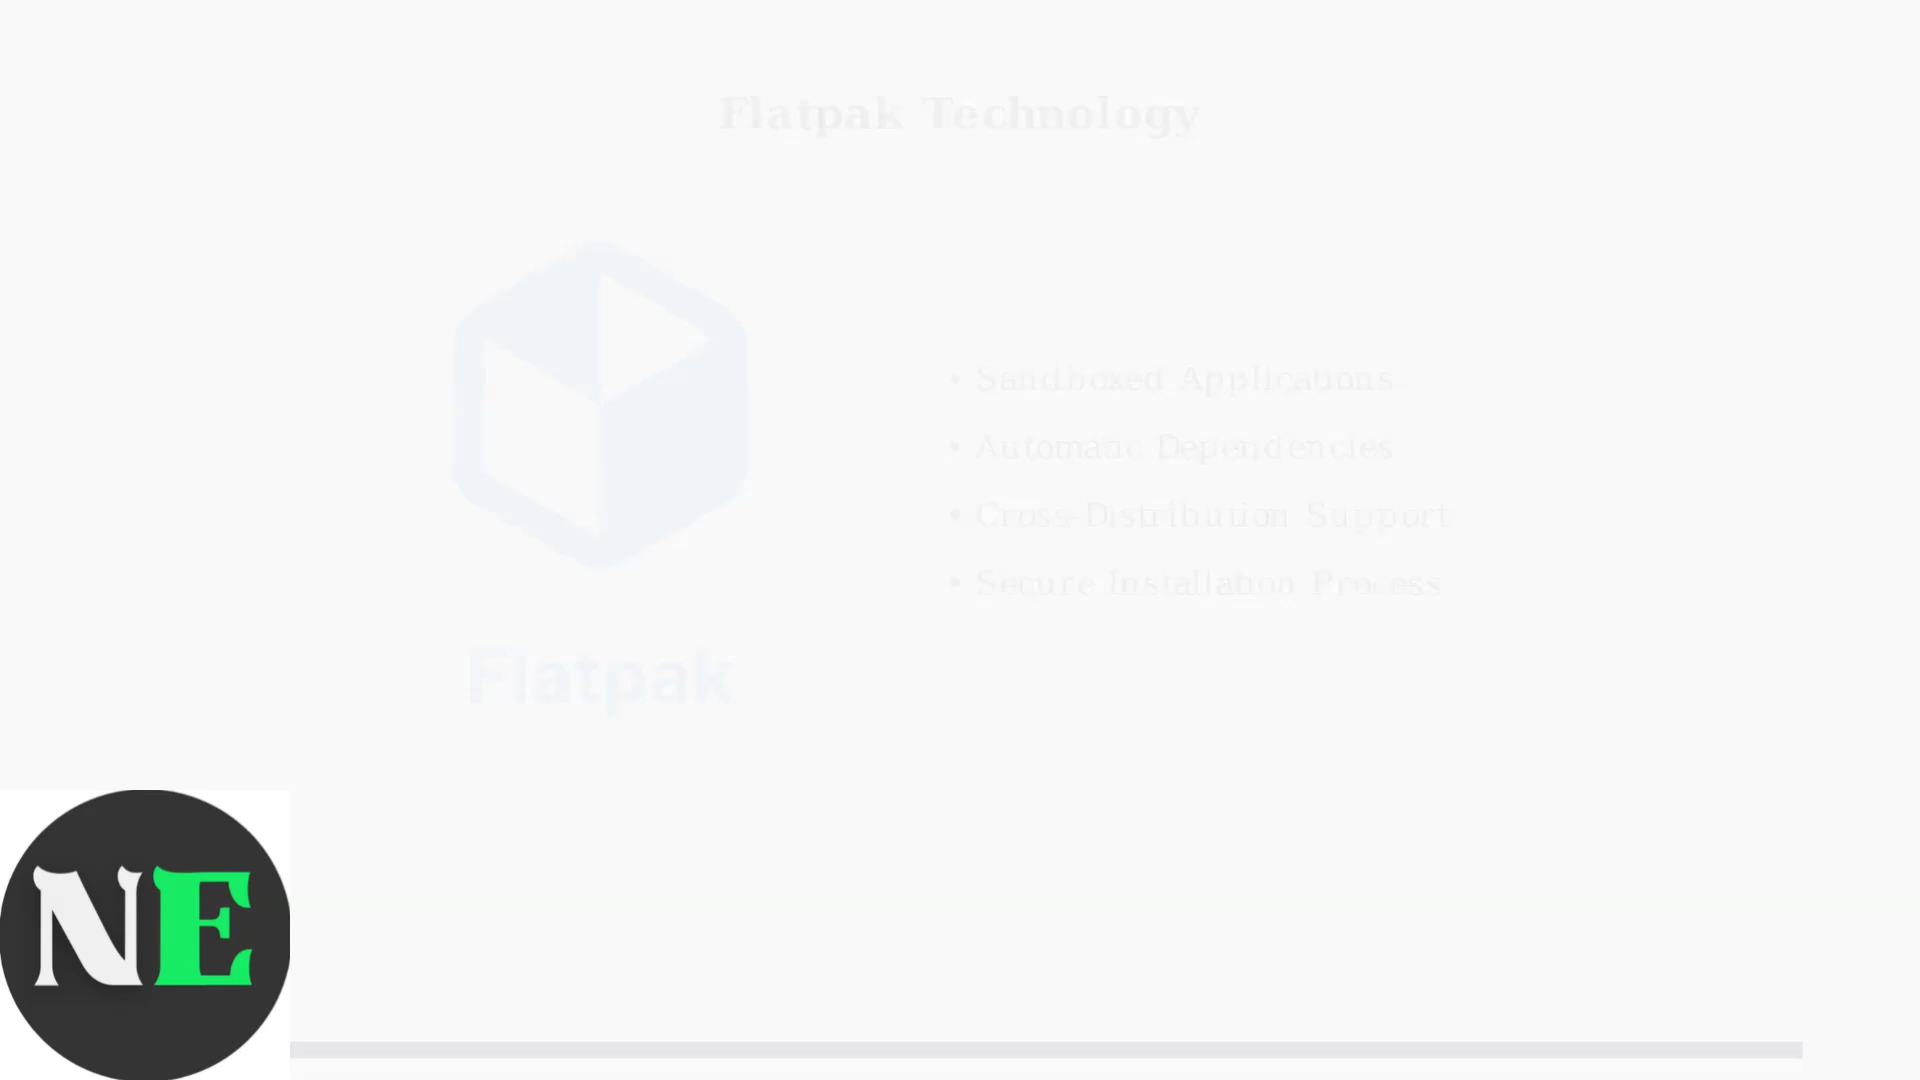 Flatpak Technology
• Sandboxed Applications
• Automatic Dependencies
• Cross-Distribution Support
• Secure Installation Process
Flatpak
NE